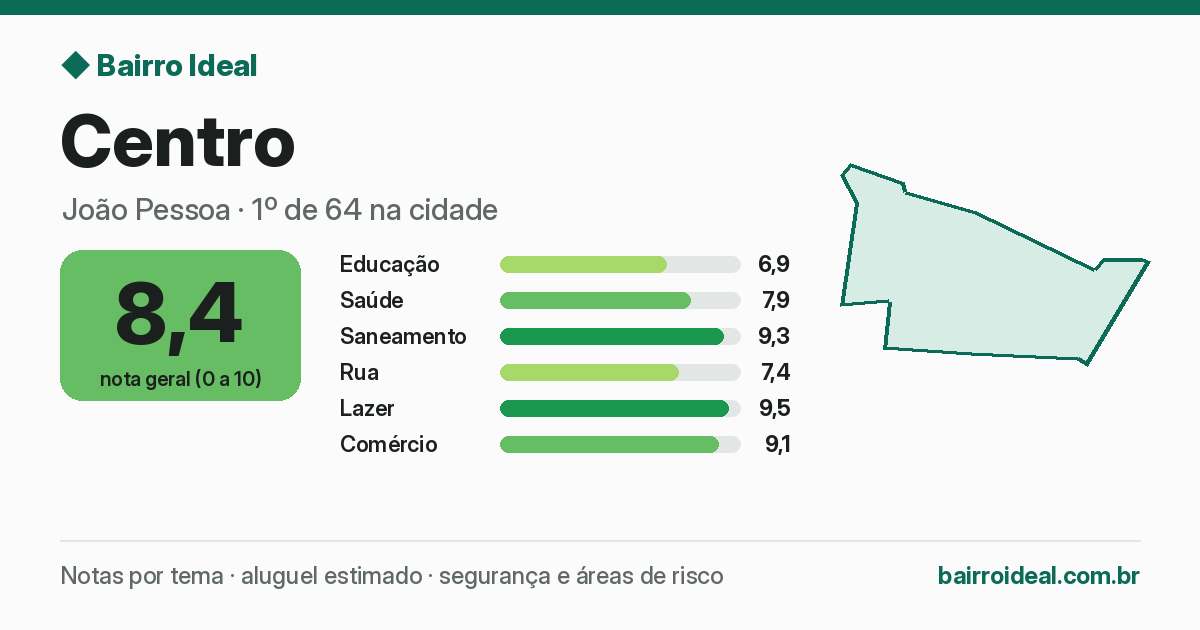 Bairro Ideal
Centro
João Pessoa · 1º de 64 na cidade
8,4
nota geral (0 a 10)
Educação 6,9
Saúde 7,9
Saneamento 9,3
Rua 7,4
Lazer 9,5
Comércio 9,1
Notas por tema · aluguel estimado · segurança e áreas de risco
bairroideal.com.br